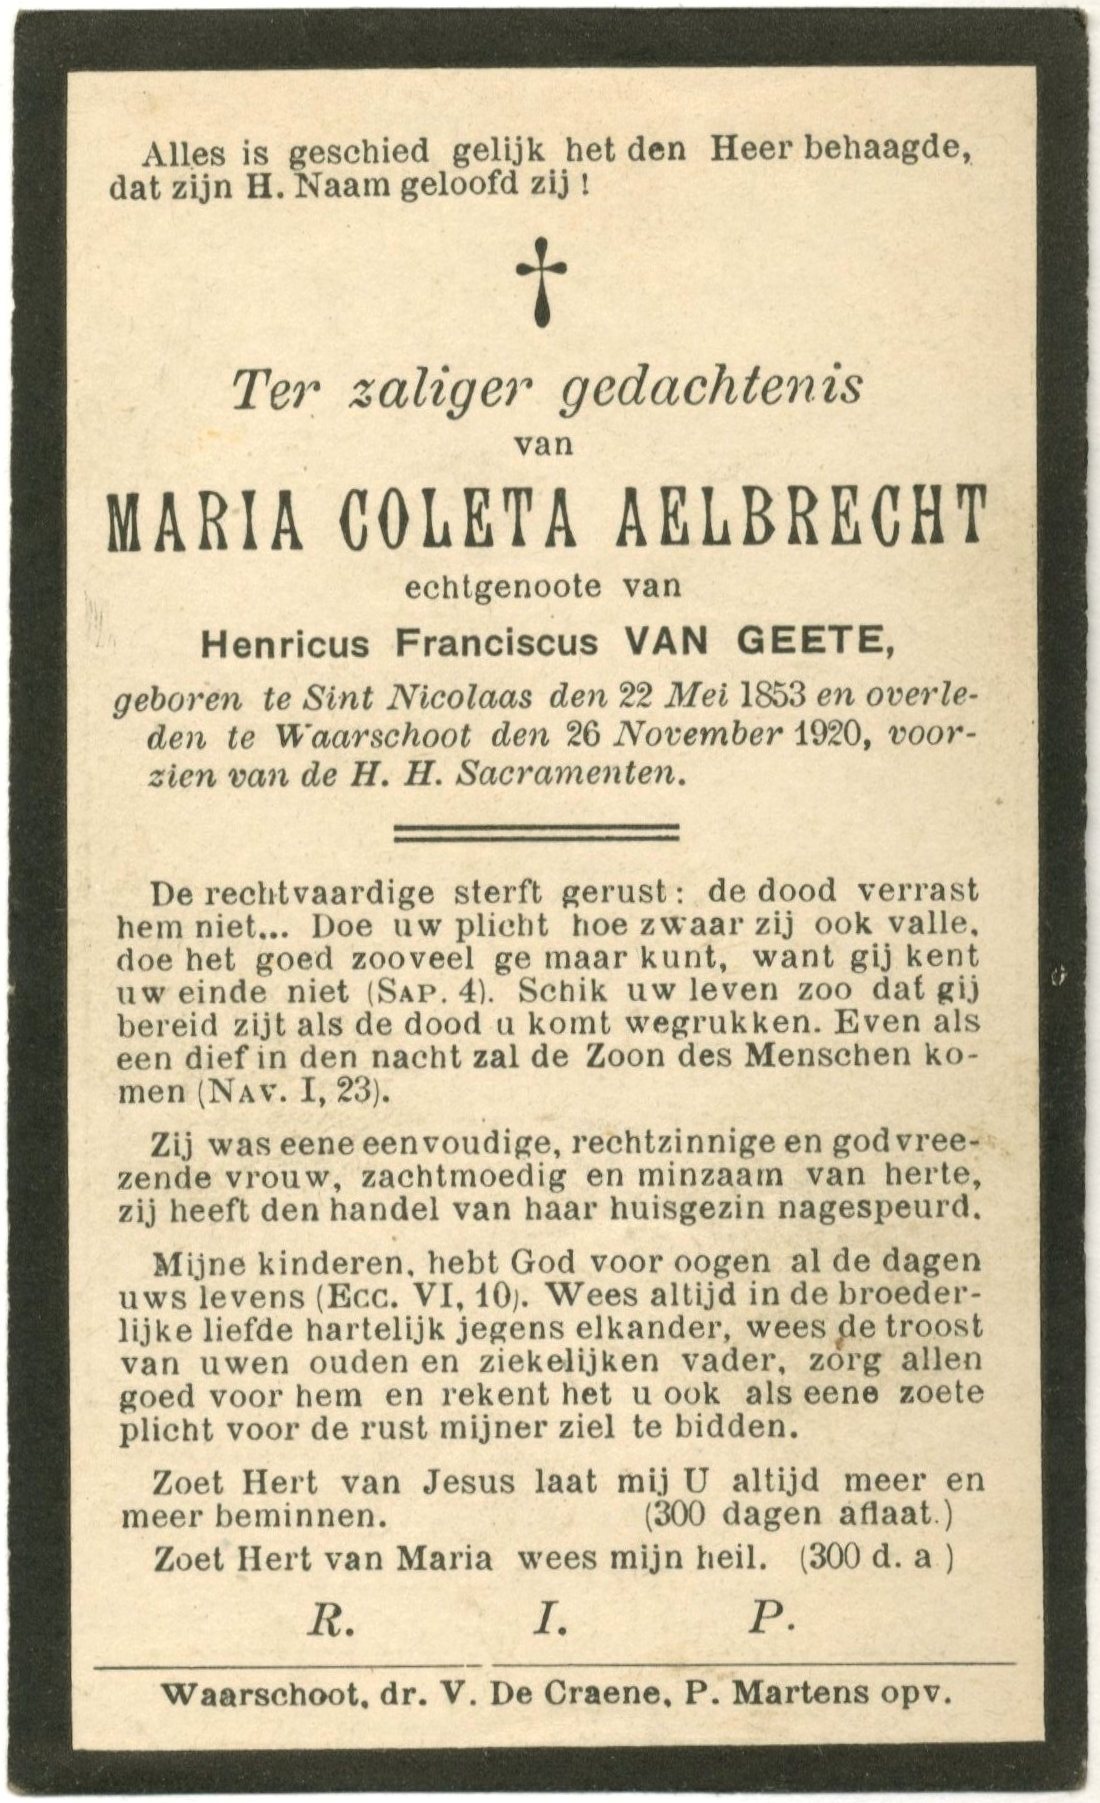 Alles is geschied gelijk het den Heer behaagde,
dat zijn H. Naam geloofd zij !
Ter zaliger gedachtenis
van
MARIA COLETA AELBRECHT
echtgenoote van
Henricus Franciscus VAN GEETE,
geboren te Sint Nicolaas den 22 Mei 1853 en overle-
den te Waarschoot den 26 November 1920, voor-
zien van de H. H. Sacramenten.
De rechtvaardige sterft gerust : de dood verrast
hem niet... Doe uw plicht hoe zwaar zij ook valle,
doe het goed zooveel ge maar kunt, want gij kent
uw einde niet (SAP. 4). Schik uw leven zoo dat gij
bereid zijt als de dood u komt wegrukken. Even als
een dief in den nacht zal de Zoon des Menschen ko-
men (NAV. I, 23).
Zij was eene eenvoudige, rechtzinnige en godvree-
zende vrouw, zachtmoedig en minzaam van herte,
zij heeft den handel van haar huisgezin nagespeurd.
Mijne kinderen, hebt God voor oogen al de dagen
uws levens (ECC. VI, 10). Wees altijd in de broeder-
lijke liefde hartelijk jegens elkander, wees de troost
van uwen ouden en ziekelijken vader, zorg allen
goed voor hem en rekent het u ook als eene zoete
plicht voor de rust mijner ziel te bidden.
Zoet Hert van Jesus laat mij U altijd meer en
meer beminnen. (300 dagen aflaat.)
Zoet Hert van Maria wees mijn heil. (300 d. a )
R. I. P.
Waarschoot, dr. V. De Craene, P. Martens opv.